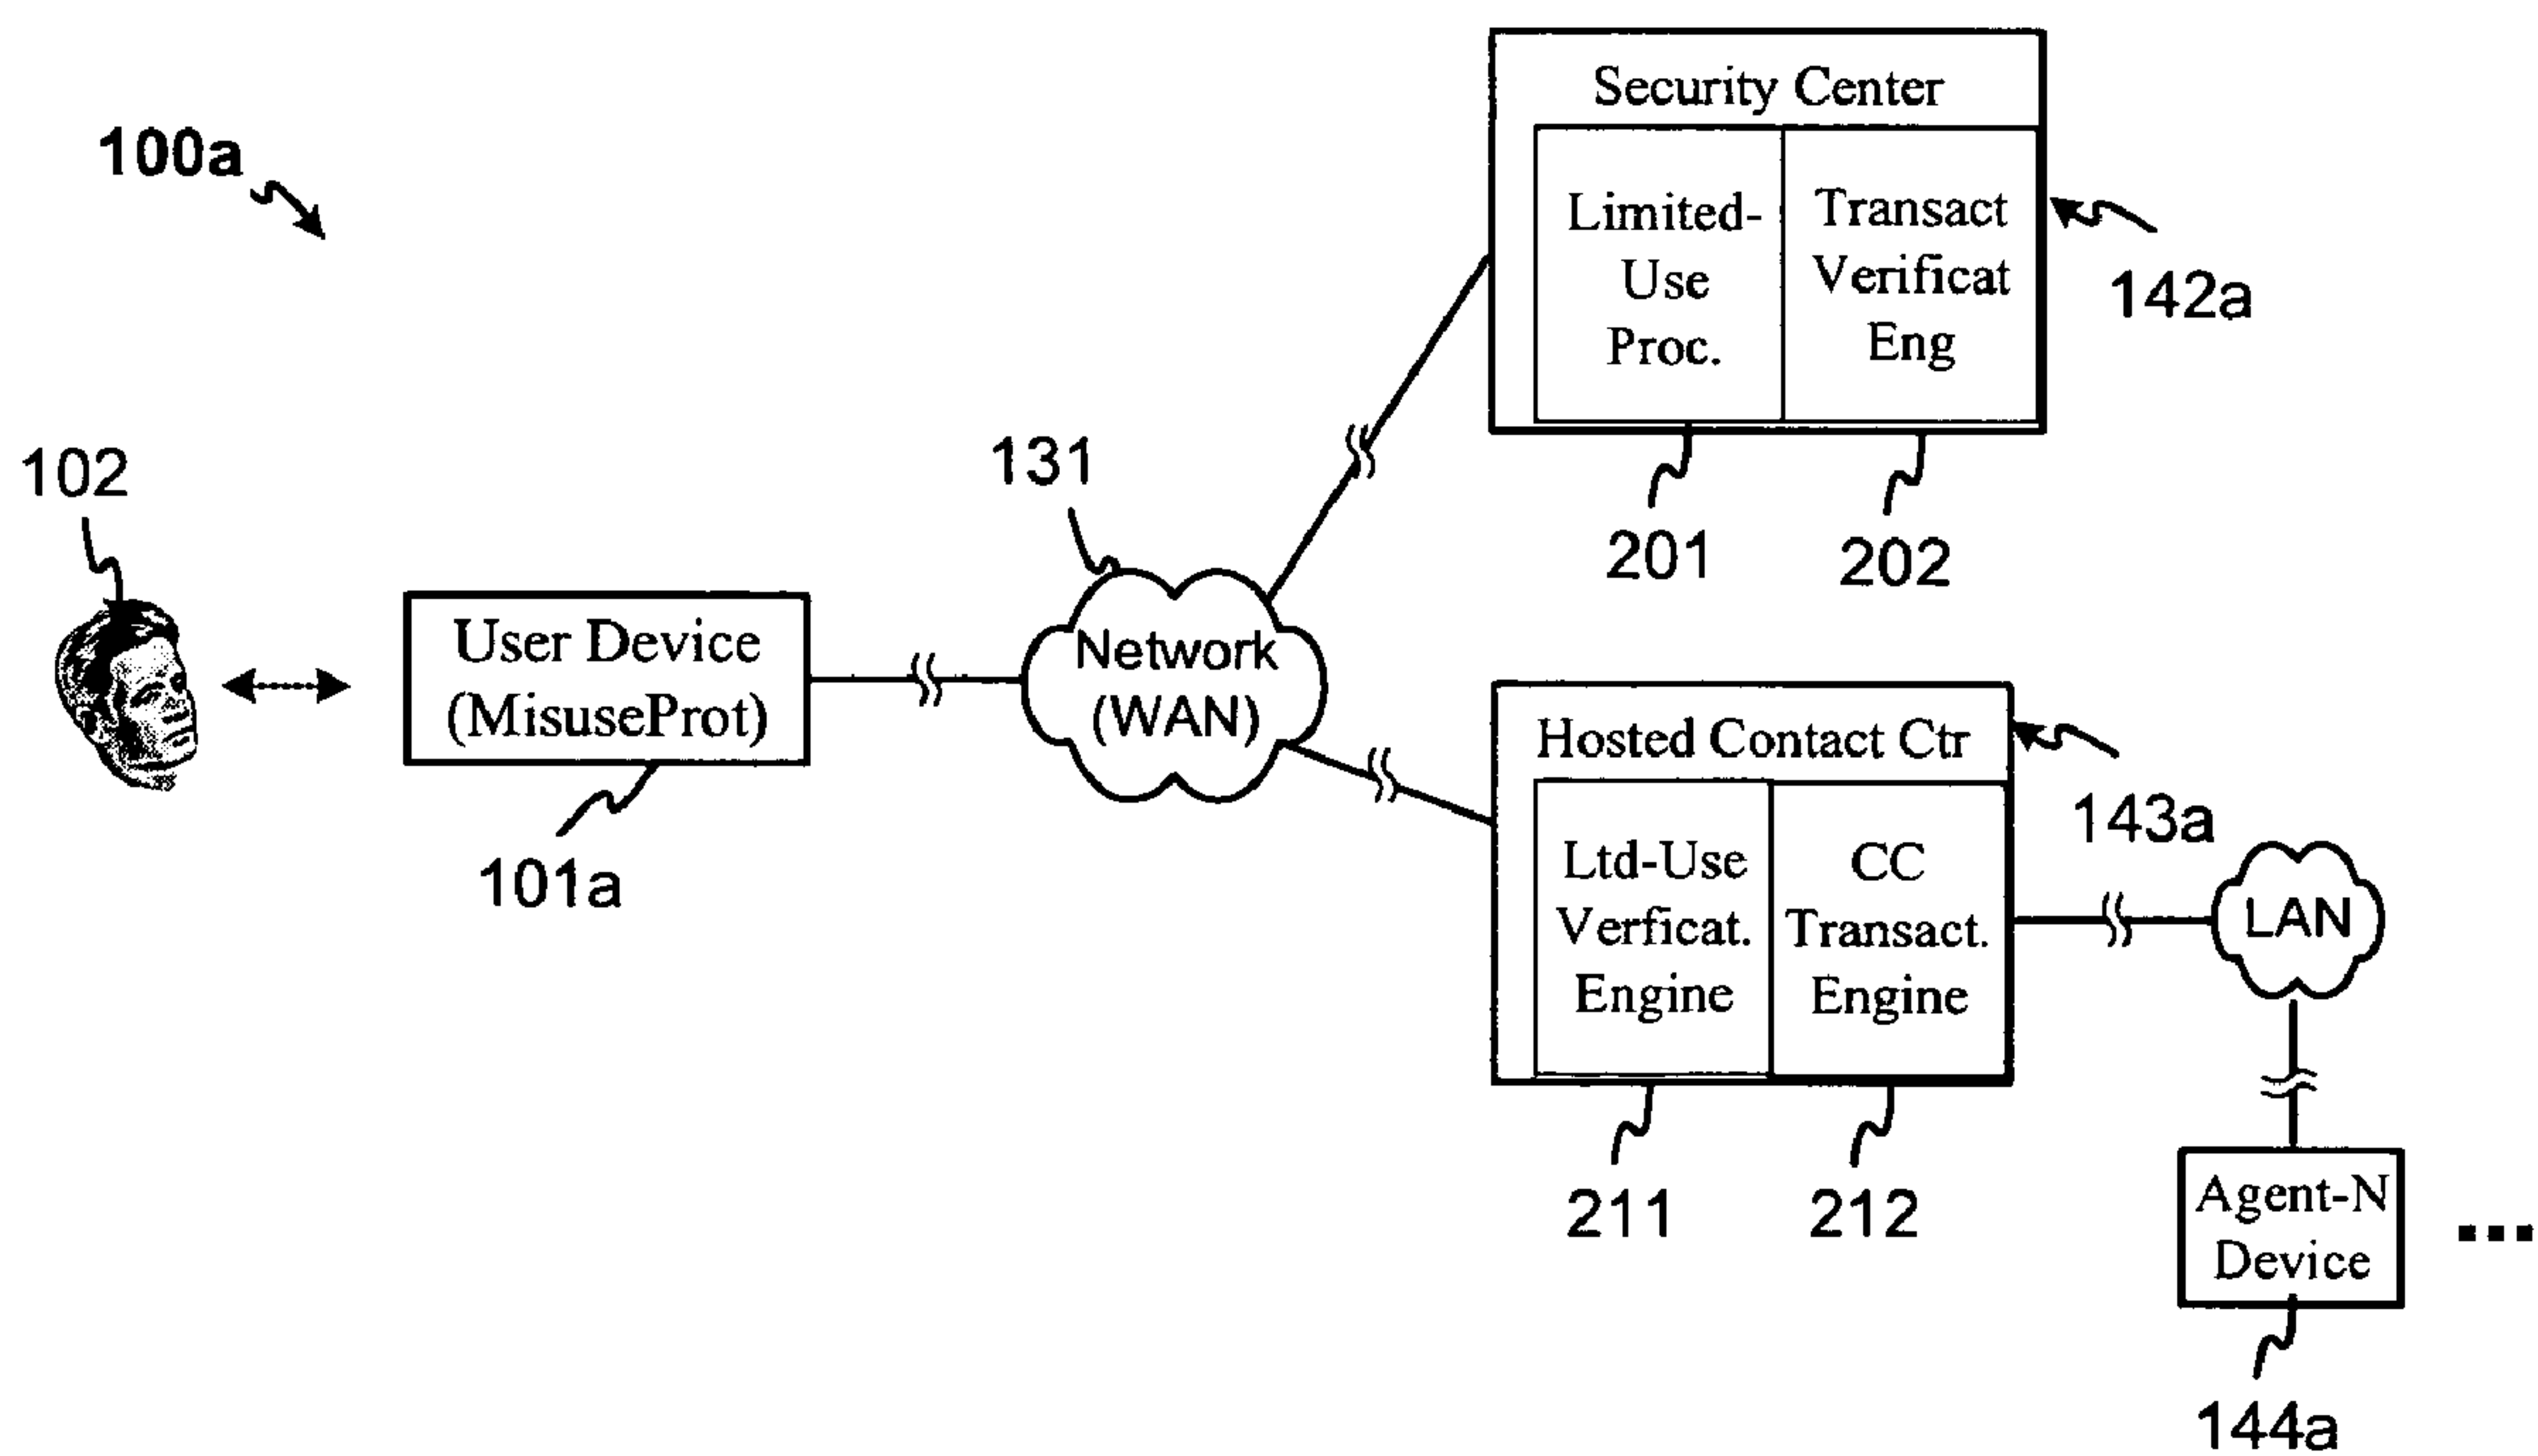 100a
Security Center
Limited-
Use
Proc.
Transact
Verificat
Eng
142a
201
202
102
131
User Device
(MisuseProt)
101a
Network
(WAN)
Hosted Contact Ctr
143a
Ltd-Use
Verficat.
Engine
CC
Transact.
Engine
211
212
LAN
Agent-N
Device
...
144a